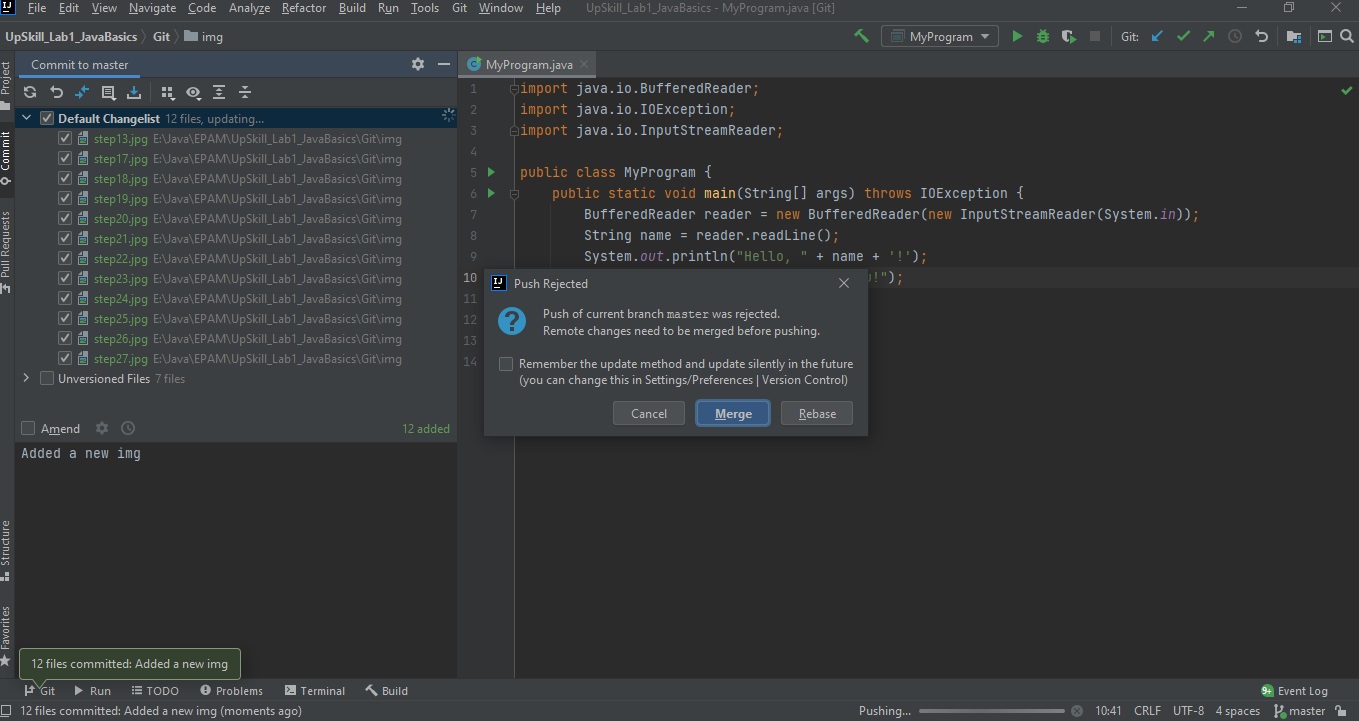 File Edit View Navigate Code Analyze Refactor Build Run Tools Git Window Help UpSkill_Lab1_JavaBasics - MyProgram.java [Git]
UpSkill_Lab1_JavaBasics Git img MyProgram Git:
Commit to master MyProgram.java
Project
Commit
Pull Requests
Structure
Favorites
Default Changelist 12 files, updating...
step13.jpg E:\Java\EPAM\UpSkill_Lab1_JavaBasics\Git\img
step17.jpg E:\Java\EPAM\UpSkill_Lab1_JavaBasics\Git\img
step18.jpg E:\Java\EPAM\UpSkill_Lab1_JavaBasics\Git\img
step19.jpg E:\Java\EPAM\UpSkill_Lab1_JavaBasics\Git\img
step20.jpg E:\Java\EPAM\UpSkill_Lab1_JavaBasics\Git\img
step21.jpg E:\Java\EPAM\UpSkill_Lab1_JavaBasics\Git\img
step22.jpg E:\Java\EPAM\UpSkill_Lab1_JavaBasics\Git\img
step23.jpg E:\Java\EPAM\UpSkill_Lab1_JavaBasics\Git\img
step24.jpg E:\Java\EPAM\UpSkill_Lab1_JavaBasics\Git\img
step25.jpg E:\Java\EPAM\UpSkill_Lab1_JavaBasics\Git\img
step26.jpg E:\Java\EPAM\UpSkill_Lab1_JavaBasics\Git\img
step27.jpg E:\Java\EPAM\UpSkill_Lab1_JavaBasics\Git\img
Unversioned Files 7 files
Amend 12 added
Added a new img
1 import java.io.BufferedReader;
2 import java.io.IOException;
3 import java.io.InputStreamReader;
4
5 public class MyProgram {
6 public static void main(String[] args) throws IOException {
7 BufferedReader reader = new BufferedReader(new InputStreamReader(System.in));
8 String name = reader.readLine();
9 System.out.println("Hello, " + name + '!');
10 !");
11
12
13
14
Push Rejected
Push of current branch master was rejected.
Remote changes need to be merged before pushing.
Remember the update method and update silently in the future
(you can change this in Settings/Preferences | Version Control)
Cancel Merge Rebase
12 files committed: Added a new img
Git Run TODO Problems Terminal Build 9+ Event Log
12 files committed: Added a new img (moments ago) Pushing... 10:41 CRLF UTF-8 4 spaces master